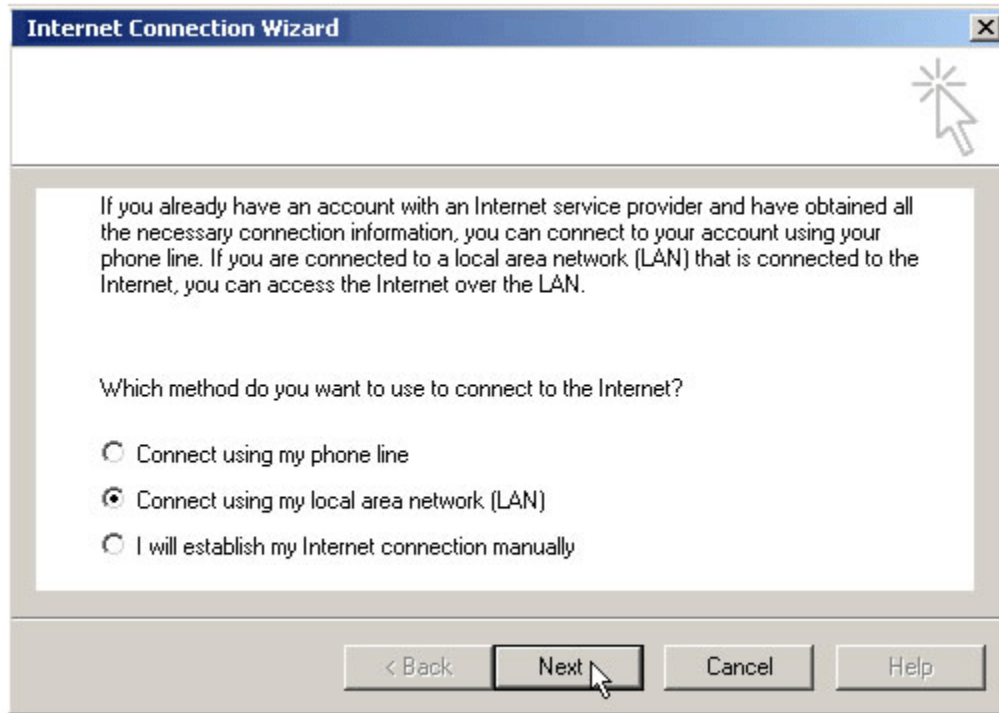 Internet Connection Wizard
If you already have an account with an Internet service provider and have obtained all
the necessary connection information, you can connect to your account using your
phone line. If you are connected to a local area network (LAN) that is connected to the
Internet, you can access the Internet over the LAN.
Which method do you want to use to connect to the Internet?
Connect using my phone line
Connect using my local area network (LAN)
I will establish my Internet connection manually
< Back Next Cancel Help